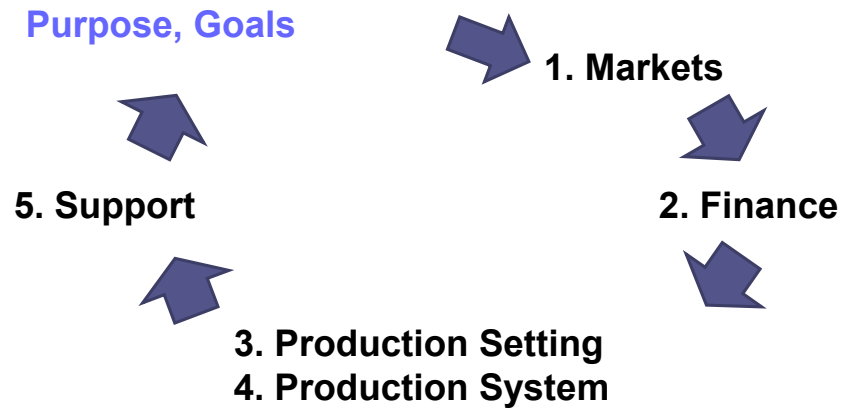 Purpose, Goals
1. Markets
2. Finance
3. Production Setting
4. Production System
5. Support